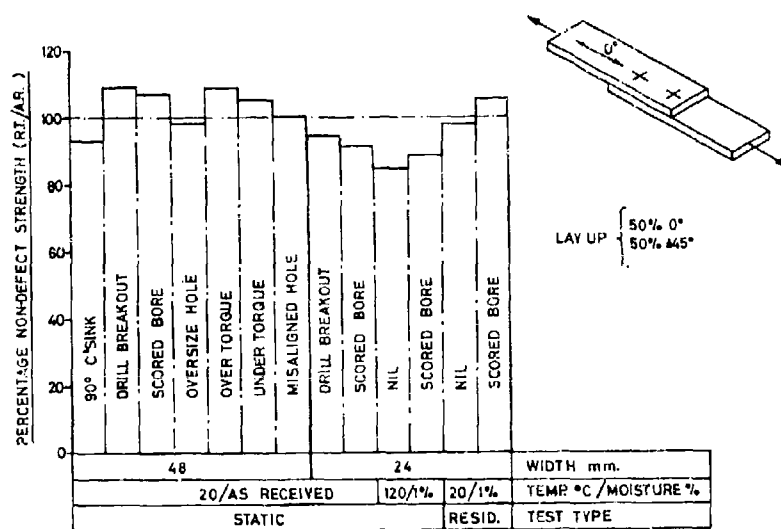 PERCENTAGE NON-DEFECT STRENGTH (R.T./A.R.)
120
100
80
60
40
20
0
90° C'SINK
DRILL BREAKOUT
SCORED BORE
OVERSIZE HOLE
OVER TORQUE
UNDER TORQUE
MISALIGNED HOLE
DRILL BREAKOUT
SCORED BORE
NIL
SCORED BORE
NIL
SCORED BORE
0°
LAY UP
50% 0°
50% ±45°
48
24
WIDTH mm.
20/AS RECEIVED
120/1%
20/1%
TEMP. °C/MOISTURE %
STATIC
RESID.
TEST TYPE